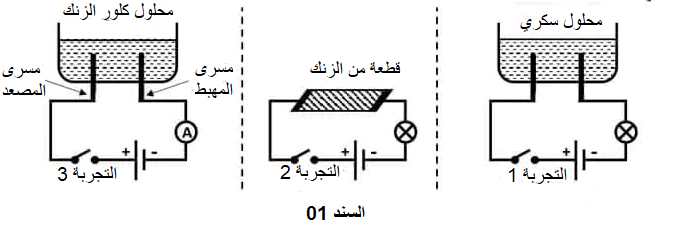 محلول سكري
+ -
التجربة 1
قطعة من الزنك
+ -
التجربة 2
محلول كلور الزنك
مسرى المهبط
مسرى المصعد
A
+ -
التجربة 3
السند 01